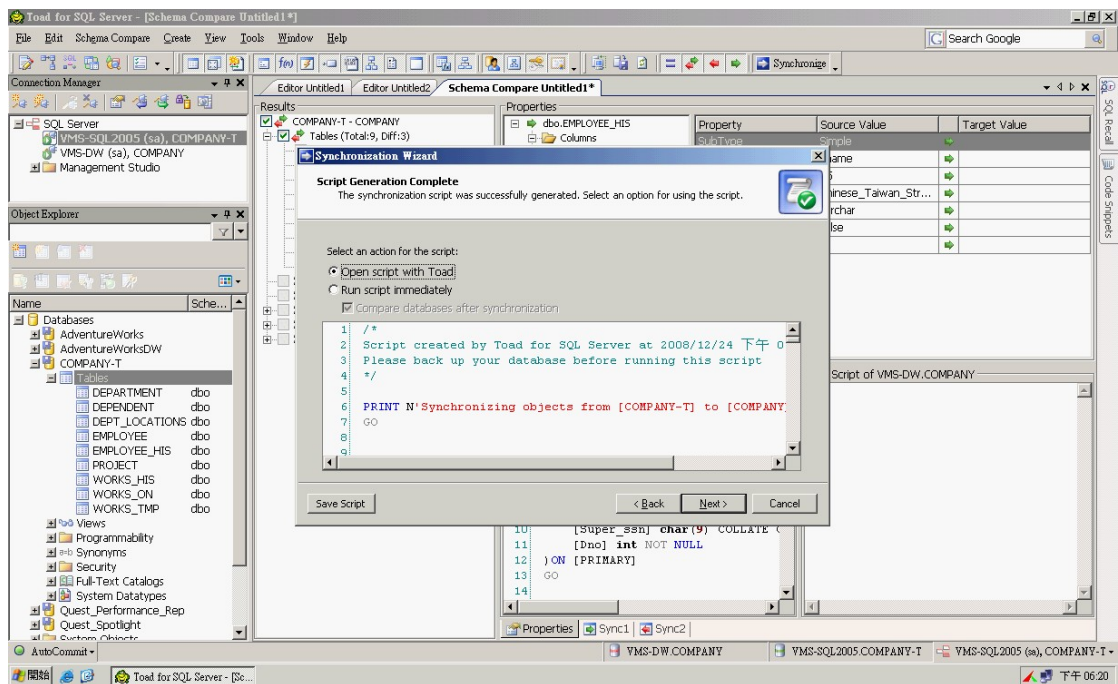 Toad for SQL Server - [Schema Compare Untitled1*]
File Edit Schema Compare Create View Tools Window Help
Search Google
Synchronize
Connection Manager
Editor Untitled1 Editor Untitled2 Schema Compare Untitled1*
SQL Recall
Code Snippets
SQL Server
VMS-SQL2005 (sa), COMPANY-T
VMS-DW (sa), COMPANY
Management Studio
Results
COMPANY-T - COMPANY
Tables (Total:9, Diff:3)
Properties
dbo.EMPLOYEE_HIS
Columns
Property Source Value Target Value
SubType Simple
hinese_Taiwan_Str...
Object Explorer
Name Sche...
Databases
AdventureWorks
AdventureWorksDW
COMPANY-T
Tables
DEPARTMENT dbo
DEPENDENT dbo
DEPT_LOCATIONS dbo
EMPLOYEE dbo
EMPLOYEE_HIS dbo
PROJECT dbo
WORKS_HIS dbo
WORKS_ON dbo
WORKS_TMP dbo
Views
Programmability
Synonyms
Security
Full-Text Catalogs
System Datatypes
Quest_Performance_Rep
Quest_Spotlight
System Objects
Synchronization Wizard
Script Generation Complete
The synchronization script was successfully generated. Select an option for using the script.
Select an action for the script:
Open script with Toad
Run script immediately
Compare databases after synchronization
1 /*
2 Script created by Toad for SQL Server at 2008/12/24 下午 0
3 Please back up your database before running this script
4 */
5
6 PRINT N'Synchronizing objects from [COMPANY-T] to [COMPANY]
7 GO
8
9
Save Script < Back Next > Cancel
Script of VMS-DW.COMPANY
10 [Super_ssn] char(9) COLLATE
11 [Dno] int NOT NULL
12 )ON [PRIMARY]
13 GO
14
Properties Sync1 Sync2
AutoCommit VMS-DW.COMPANY VMS-SQL2005.COMPANY-T VMS-SQL2005 (sa), COMPANY-T
開始 Toad for SQL Server - [Sc... 下午 06:20